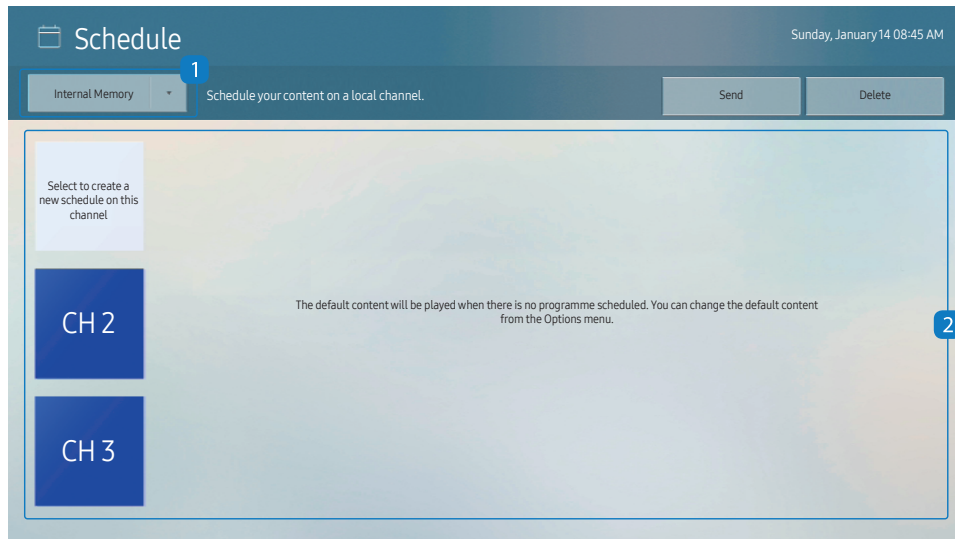 Schedule
Sunday, January 14 08:45 AM
1
Internal Memory
Schedule your content on a local channel.
Send
Delete
Select to create a
new schedule on this
channel
CH 2
The default content will be played when there is no programme scheduled. You can change the default content
from the Options menu.
2
CH 3